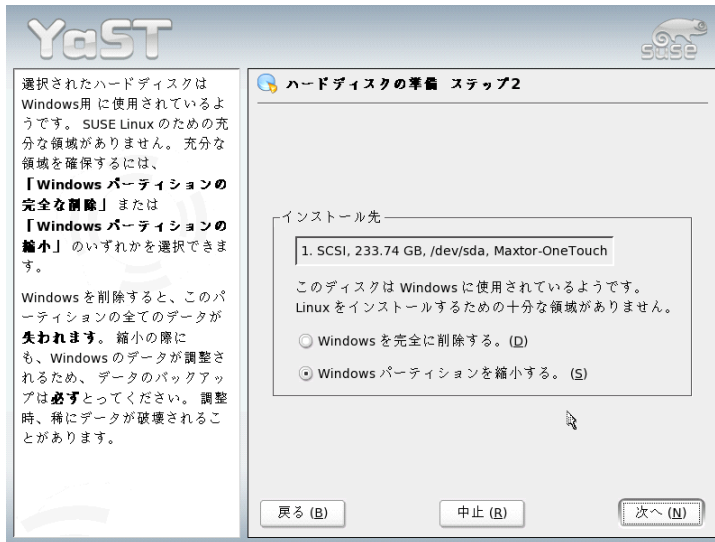 YaST
SUSE
選択されたハードディスクは
Windows用 に使用されているよ
うです。 SUSE Linux のための充
分な領域がありません。 充分な
領域を確保するには、
「Windows パーティションの
完全な削除」 または
「Windows パーティションの
縮小」 のいずれかを選択できま
す。
Windows を削除すると、このパ
ーティションの全てのデータが
失われます。 縮小の際に
も、Windows のデータが調整さ
れるため、 データのバックアッ
プは必ずとってください。 調整
時、稀にデータが破壊されるこ
とがあります。
ハードディスクの準備 ステップ2
インストール先
1. SCSI, 233.74 GB, /dev/sda, Maxtor-OneTouch
このディスクは Windows に使用されているようです。
Linux をインストールするための十分な領域がありません。
Windows を完全に削除する。(D)
Windows パーティションを縮小する。 (S)
戻る (B)
中止 (R)
次へ (N)